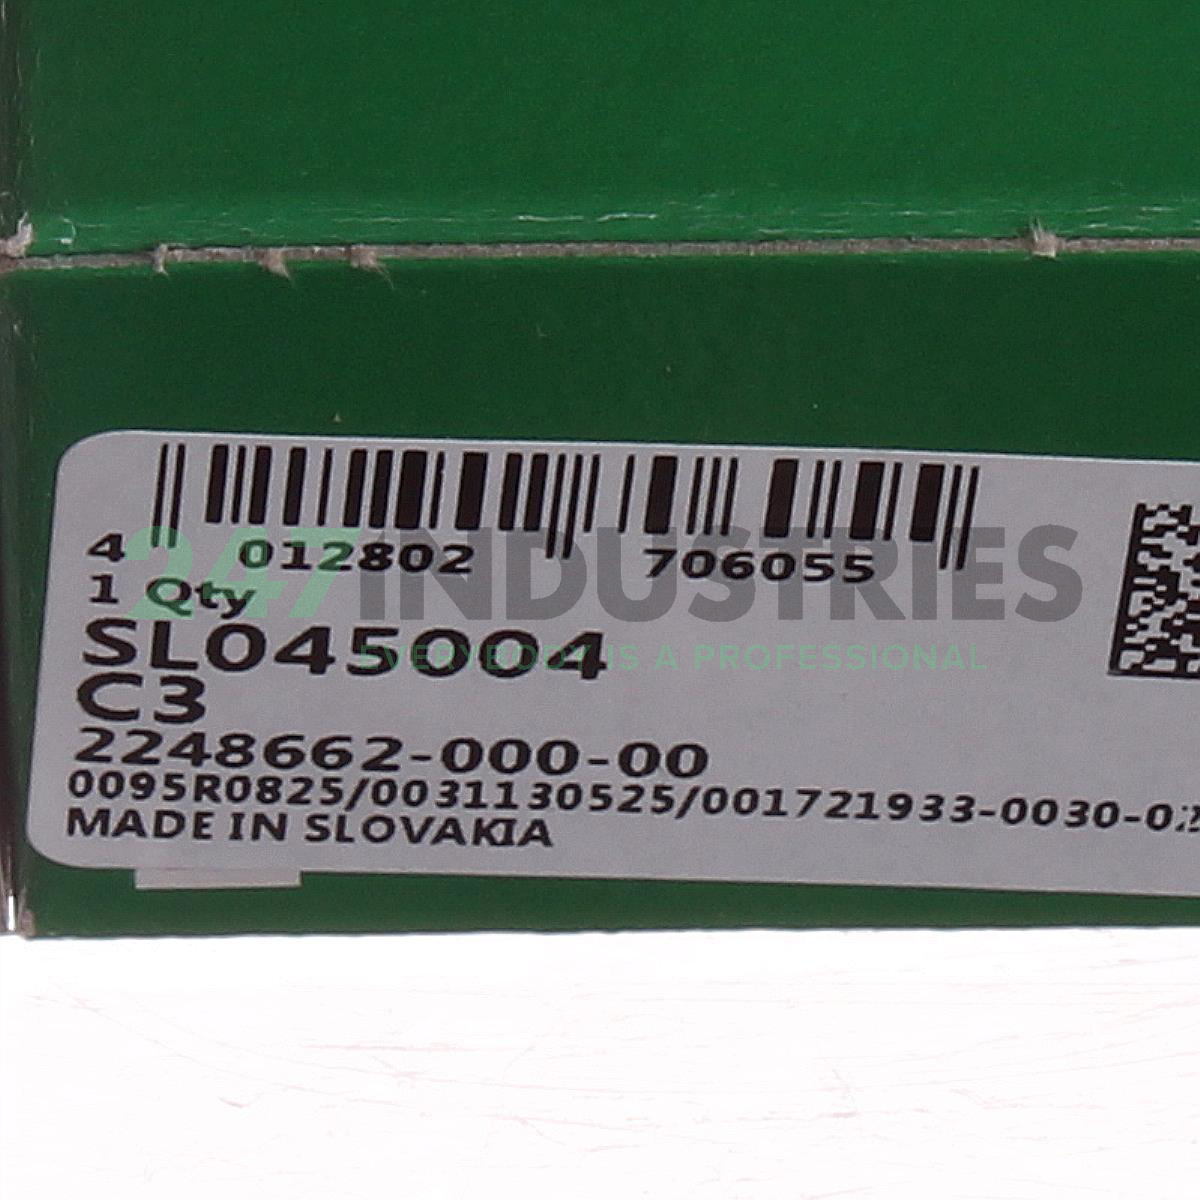 4 012802 706055
1 Qty
247 INDUSTRIES
SL045004
EVERYBODY IS A PROFESSIONAL
C3
2248662-000-00
0095R0825/0031130525/001721933-0030-02
MADE IN SLOVAKIA